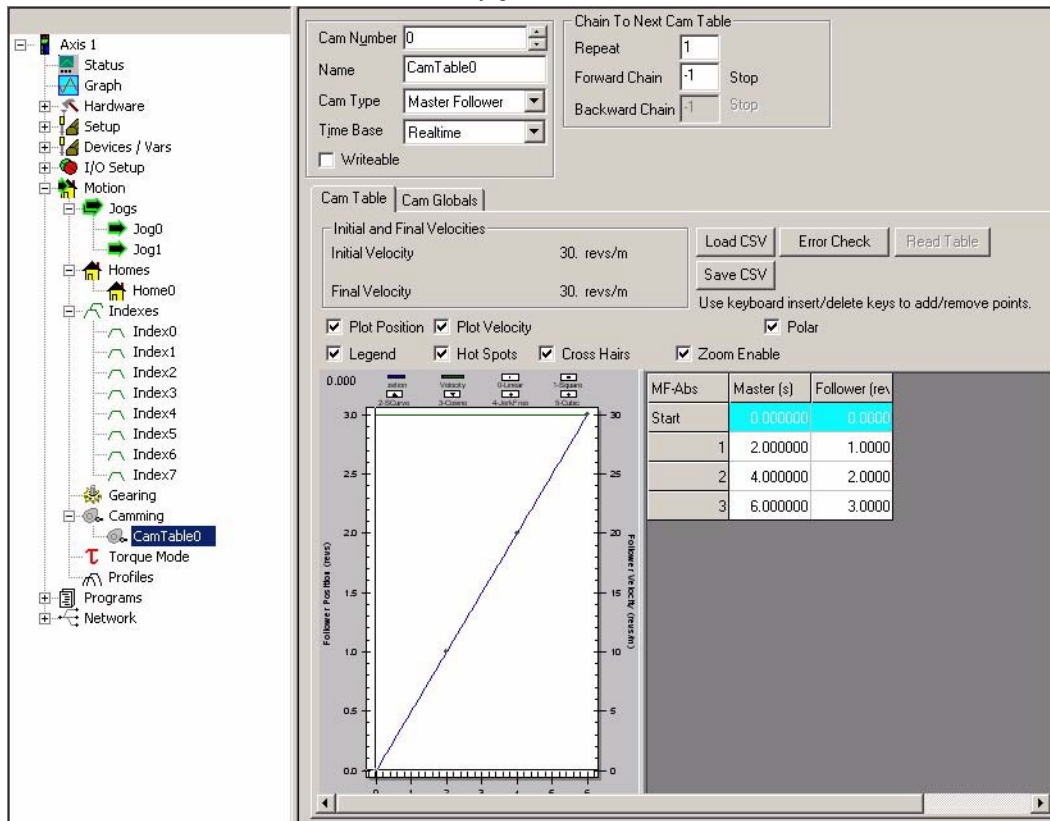 Axis 1
Status
Graph
Hardware
Setup
Devices / Vars
I/O Setup
Motion
Jogs
Jog0
Jog1
Homes
Home0
Indexes
Index0
Index1
Index2
Index3
Index4
Index5
Index6
Index7
Gearing
Camming
CamTable0
Torque Mode
Profiles
Programs
Network
Cam Number 0
Name CamTable0
Cam Type Master Follower
Time Base Realtime
Writeable
Chain To Next Cam Table
Repeat 1
Forward Chain -1 Stop
Backward Chain -1 Stop
Cam Table Cam Globals
Initial and Final Velocities
Initial Velocity 30. revs/m
Final Velocity 30. revs/m
Load CSV Error Check Read Table
Save CSV
Use keyboard insert/delete keys to add/remove points.
Plot Position Plot Velocity Polar
Legend Hot Spots Cross Hairs Zoom Enable
0.000
Velocity 0-Linear 1-Square
2-SCurve 4-JerkFree 5-Cubic
3.0 30
2.5 25
2.0 20
1.5 15
1.0 10
0.5 5
0.0 0
Follower Position (revs)
Follower Velocity (revs/m)
MF-Abs Master (s) Follower (rev
Start 0.000000 0.0000
1 2.000000 1.0000
2 4.000000 2.0000
3 6.000000 3.0000